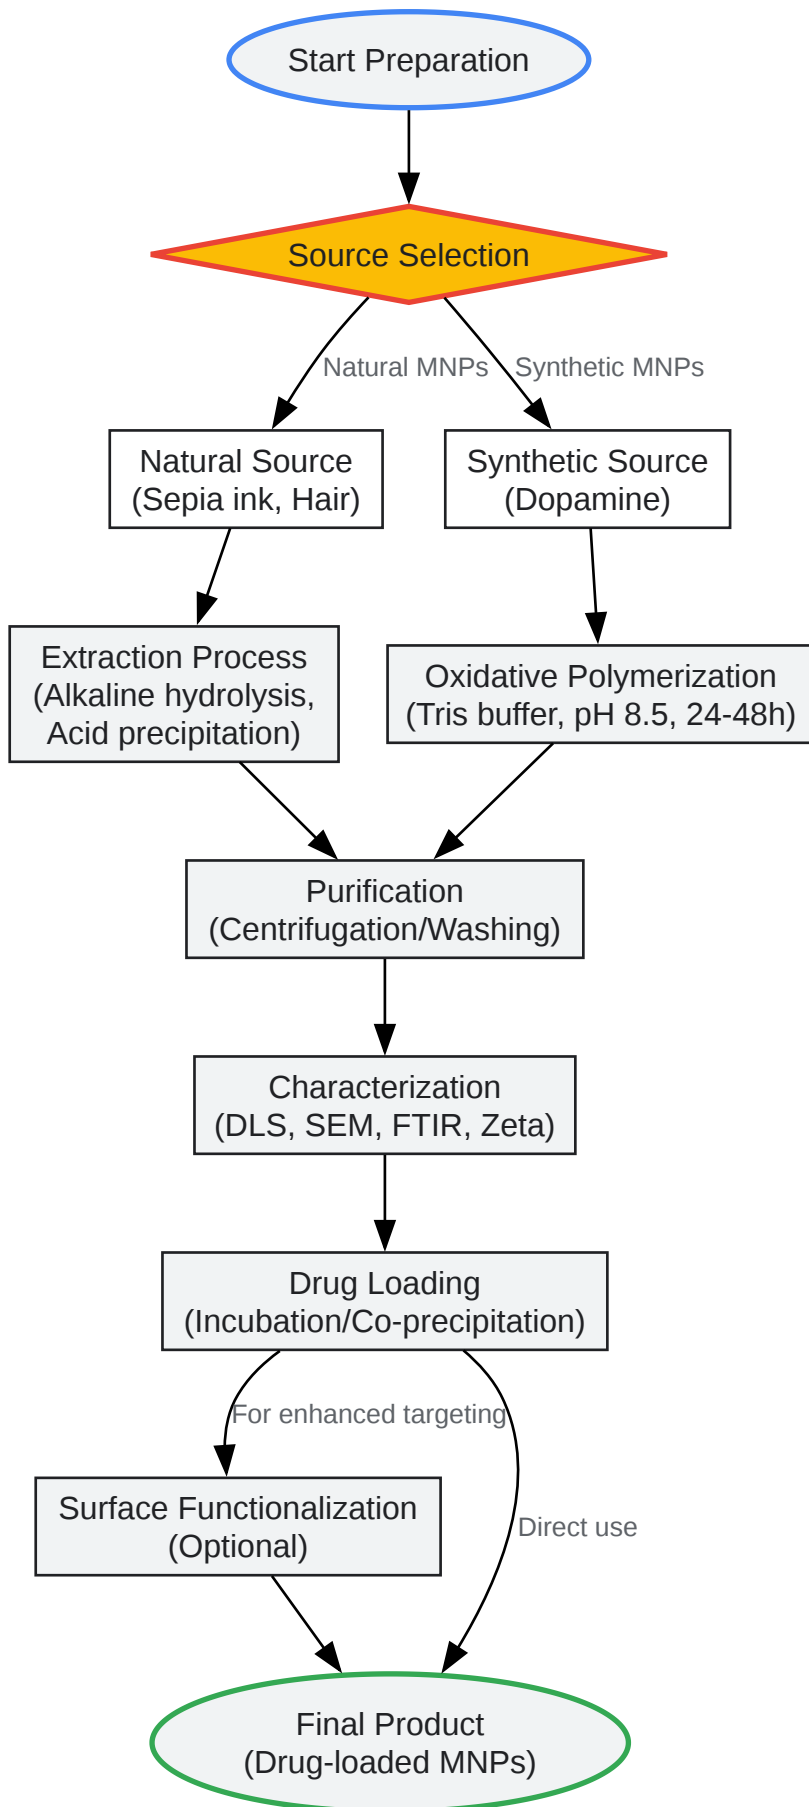 Start Preparation
Source Selection
Natural MNPs
Synthetic MNPs
Natural Source
(Sepia ink, Hair)
Synthetic Source
(Dopamine)
Extraction Process
(Alkaline hydrolysis,
Acid precipitation)
Oxidative Polymerization
(Tris buffer, pH 8.5, 24-48h)
Purification
(Centrifugation/Washing)
Characterization
(DLS, SEM, FTIR, Zeta)
Drug Loading
(Incubation/Co-precipitation)
For enhanced targeting
Surface Functionalization
(Optional)
Direct use
Final Product
(Drug-loaded MNPs)